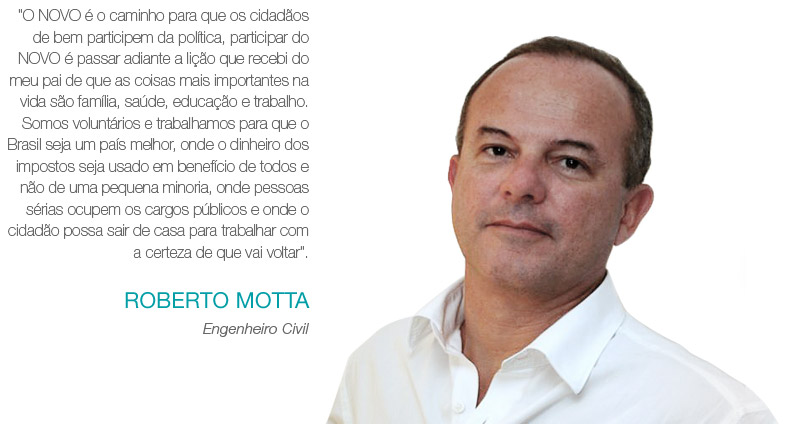 "O NOVO é o caminho para que os cidadãos
de bem participem da política, participar do
NOVO é passar adiante a lição que recebi do
meu pai de que as coisas mais importantes na
vida são família, saúde, educação e trabalho.
Somos voluntários e trabalhamos para que o
Brasil seja um país melhor, onde o dinheiro dos
impostos seja usado em benefício de todos e
não de uma pequena minoria, onde pessoas
sérias ocupem os cargos públicos e onde o
cidadão possa sair de casa para trabalhar com
a certeza de que vai voltar".
ROBERTO MOTTA
Engenheiro Civil